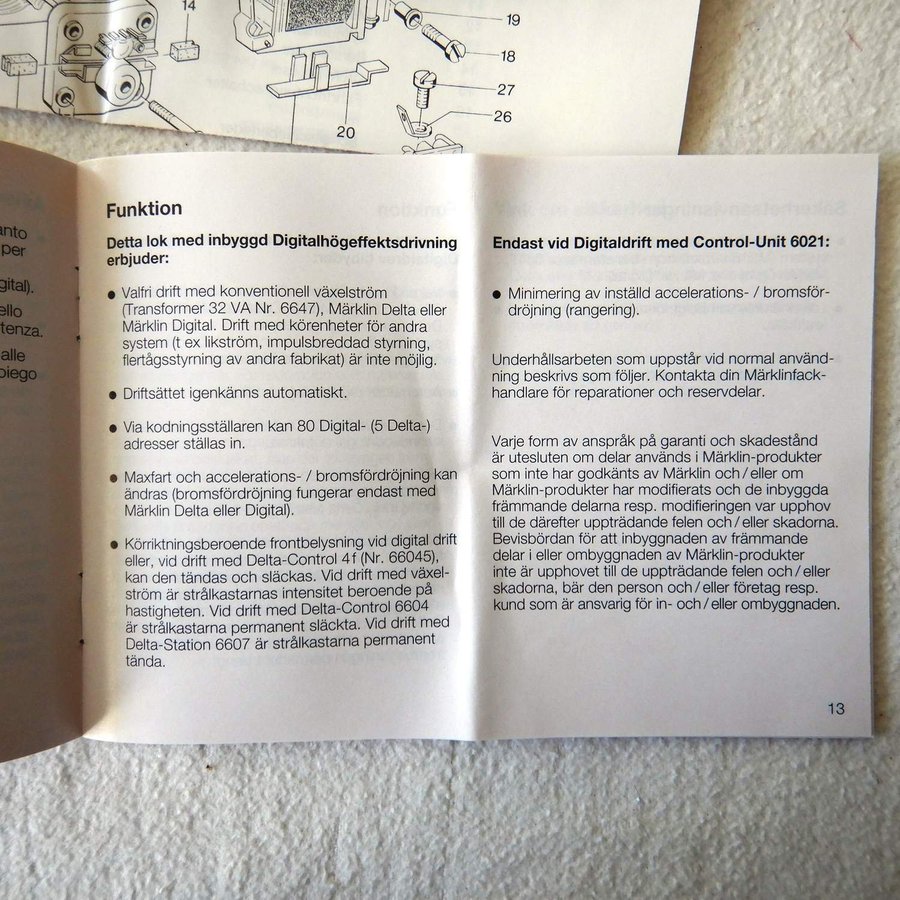 14
19
18
27
26
20
anto
per
gital).
ello
tenza.
alle
piego
Funktion
Detta lok med inbyggd Digitalhögeffektsdrivning
erbjuder:
● Valfri drift med konventionell växelström
(Transformer 32 VA Nr. 6647), Märklin Delta eller
Märklin Digital. Drift med körenheter för andra
system (t ex likström, impulsbreddad styrning,
flertågsstyrning av andra fabrikat) är inte möjlig.
● Driftsättet igenkänns automatiskt.
● Via kodningsställaren kan 80 Digital- (5 Delta-)
adresser ställas in.
● Maxfart och accelerations- / bromsfördröjning kan
ändras (bromsfördröjning fungerar endast med
Märklin Delta eller Digital).
● Körriktningsberoende frontbelysning vid digital drift
eller, vid drift med Delta-Control 4f (Nr. 66045),
kan den tändas och släckas. Vid drift med växel-
ström är strålkastarnas intensitet beroende på
hastigheten. Vid drift med Delta-Control 6604
är strålkastarna permanent släckta. Vid drift med
Delta-Station 6607 är strålkastarna permanent
tända.
Endast vid Digitaldrift med Control-Unit 6021:
● Minimering av inställd accelerations- / bromsför-
dröjning (rangering).
Underhållsarbeten som uppstår vid normal använd-
ning beskrivs som följer. Kontakta din Märklinfack-
handlare för reparationer och reservdelar.
Varje form av anspråk på garanti och skadestånd
är utesluten om delar används i Märklin-produkter
som inte har godkänts av Märklin och / eller om
Märklin-produkter har modifierats och de inbyggda
främmande delarna resp. modifieringen var upphov
till de därefter uppträdande felen och / eller skadorna.
Bevisbördan för att inbyggnaden av främmande
delar i eller ombyggnaden av Märklin-produkter
inte är upphovet till de uppträdande felen och / eller
skadorna, bär den person och / eller företag resp.
kund som är ansvarig för in- och / eller ombyggnaden.
13